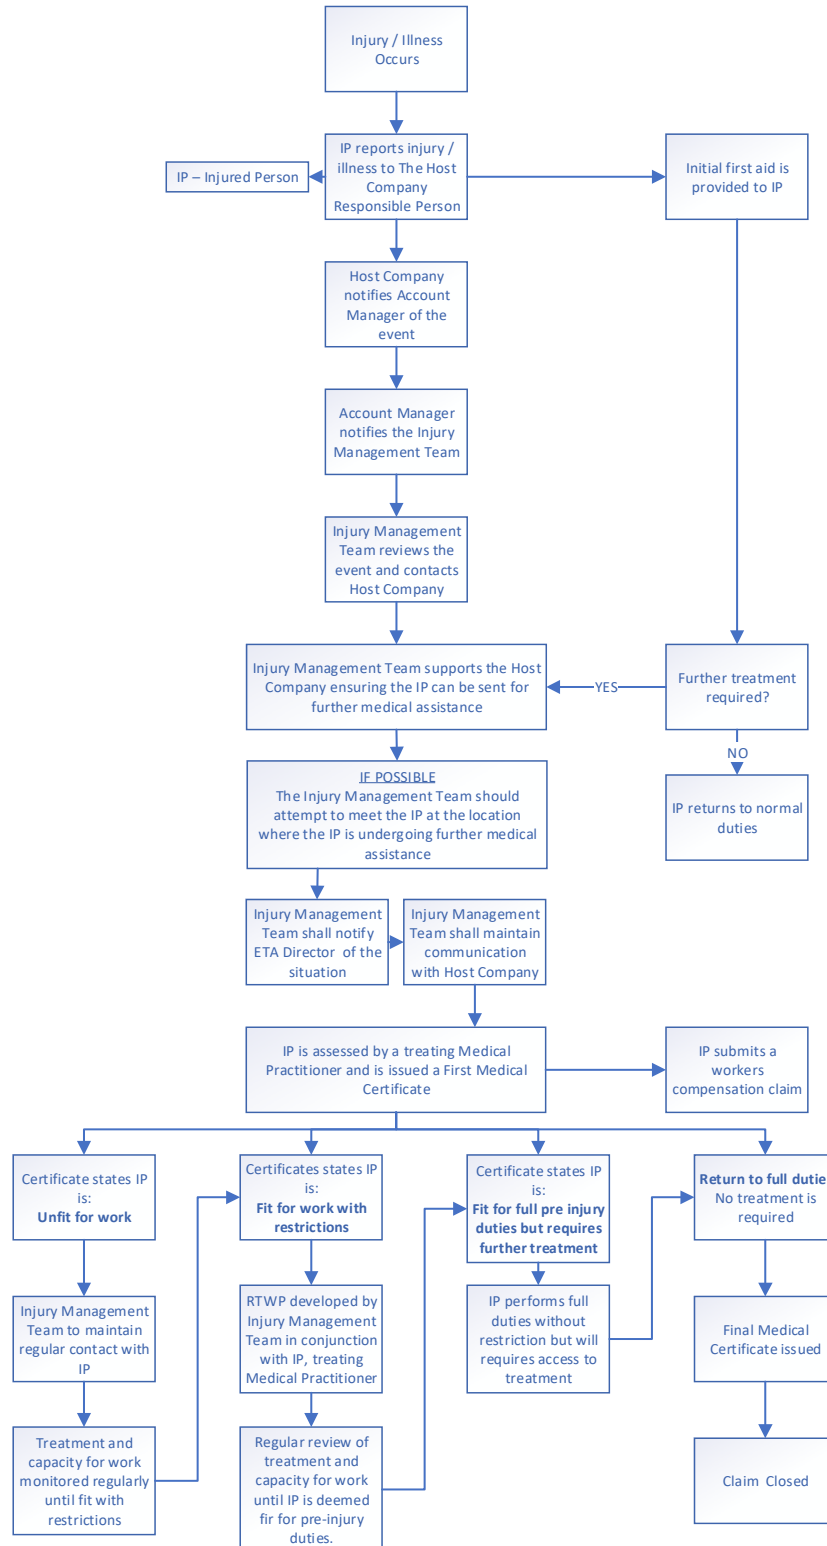 Injury / Illness
Occurs
IP – Injured Person
IP reports injury /
illness to The Host
Company
Responsible Person
Initial first aid is
provided to IP
Host Company
notifies Account
Manager of the
event
Account Manager
notifies the Injury
Management Team
Injury Management
Team reviews the
event and contacts
Host Company
Injury Management Team supports the Host
Company ensuring the IP can be sent for
further medical assistance
YES
Further treatment
required?
NO
IP returns to normal
duties
IF POSSIBLE
The Injury Management Team should
attempt to meet the IP at the location
where the IP is undergoing further medical
assistance
Injury Management
Team shall notify
ETA Director of the
situation
Injury Management
Team shall maintain
communication
with Host Company
IP is assessed by a treating Medical
Practitioner and is issued a First Medical
Certificate
IP submits a
workers
compensation claim
Certificate states IP
is:
Unfit for work
Certificates states IP
is:
Fit for work with
restrictions
Certificate states IP
is:
Fit for full pre injury
duties but requires
further treatment
Return to full dutie
No treatment is
required
Injury Management
Team to maintain
regular contact with
IP
RTWP developed by
Injury Management
Team in conjunction
with IP, treating
Medical Practitioner
IP performs full
duties without
restriction but will
requires access to
treatment
Final Medical
Certificate issued
Treatment and
capacity for work
monitored regularly
until fit with
restrictions
Regular review of
treatment and
capacity for work
until IP is deemed
fir for pre-injury
duties.
Claim Closed